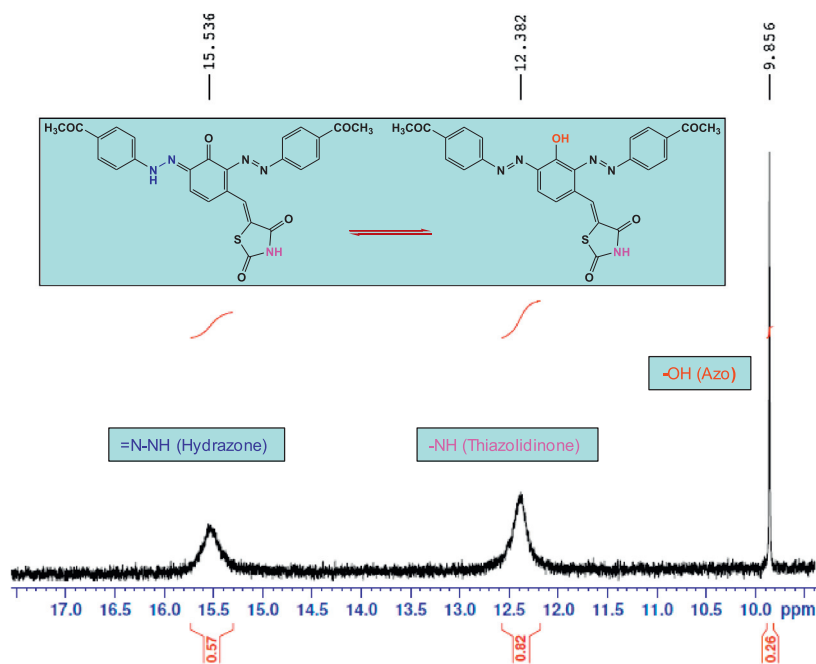 15.536
12.382
9.856
H₃COC
N
H
N
O
N
N
COCH₃
S
O
NH
O
H₃COC
N
N
OH
N
N
COCH₃
S
O
NH
O
-OH (Azo)
=N-NH (Hydrazone)
-NH (Thiazolidinone)
17.0 16.5 16.0 15.5 15.0 14.5 14.0 13.5 13.0 12.5 12.0 11.5 11.0 10.5 10.0 ppm
0.57
0.82
0.26